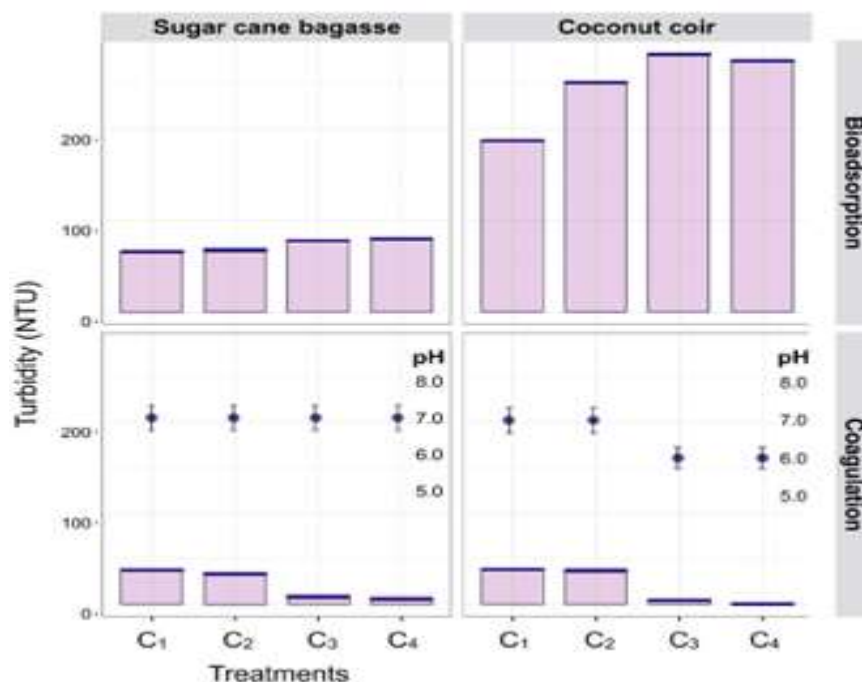 Sugar cane bagasse
Coconut coir
200
100
0
Bioadsorption
Turbidity (NTU)
pH
8.0
7.0
6.0
5.0
pH
8.0
7.0
6.0
5.0
200
100
0
Coagulation
C₁ C₂ C₃ C₄
C₁ C₂ C₃ C₄
Treatments